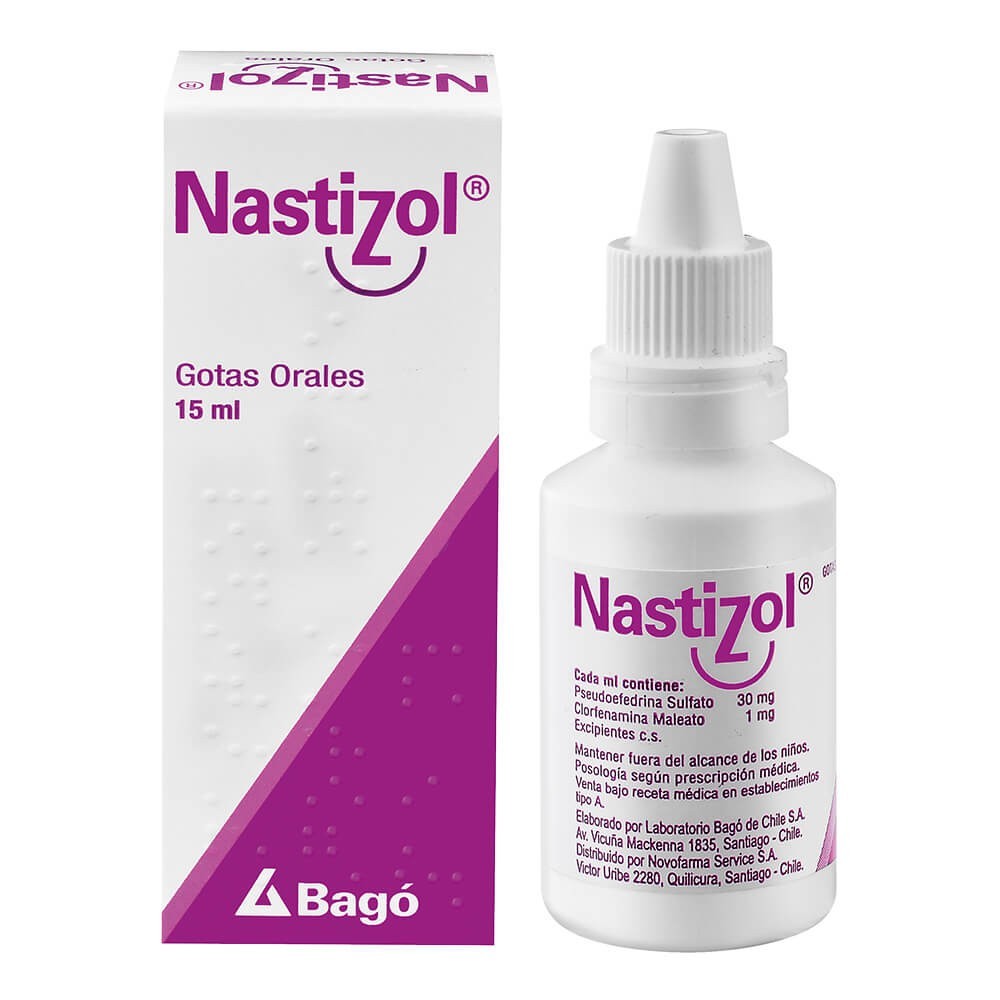 Gotas Orales
Nastizol®
Nastizol®
Gotas Orales
15 ml
Bagó
Nastizol®
Cada ml contiene:
Pseudoefedrina Sulfato 30 mg
Clorfenamina Maleato 1 mg
Excipientes c.s.
Mantener fuera del alcance de los niños.
Posología según prescripción médica.
Venta bajo receta médica en establecimientos
tipo A.
Elaborado por Laboratorio Bagó de Chile S.A.
Av. Vicuña Mackenna 1835, Santiago - Chile.
Distribuido por Novofarma Service S.A.
Victor Uribe 2280, Quilicura, Santiago - Chile.